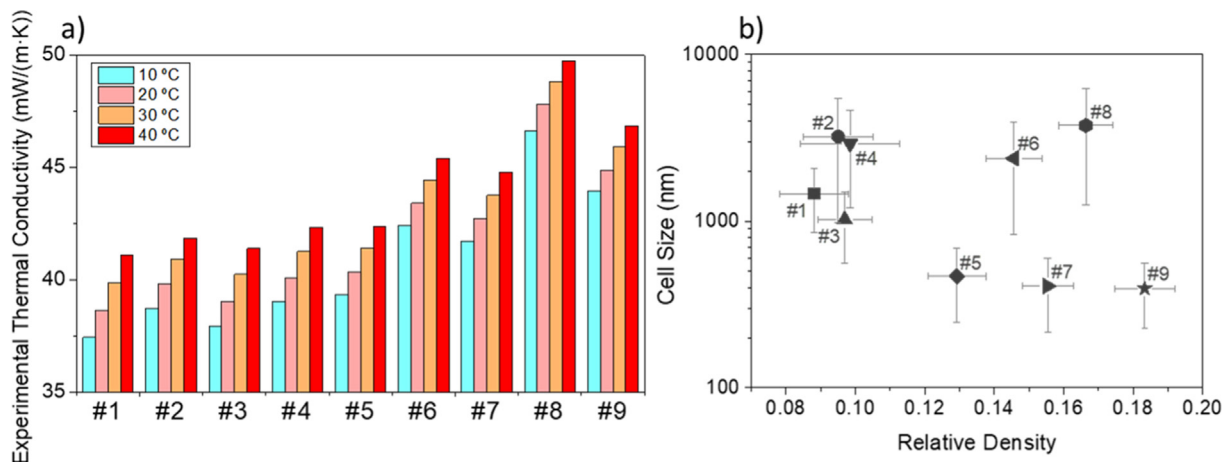 a)
Experimental Thermal Conductivity (mW/(m·K))
50
45
40
35
10 ºC
20 ºC
30 ºC
40 ºC
#1 #2 #3 #4 #5 #6 #7 #8 #9
b)
Cell Size (nm)
10000
1000
100
#2
#8
#6
#4
#1
#3
#5
#7
#9
0.08 0.10 0.12 0.14 0.16 0.18 0.20
Relative Density